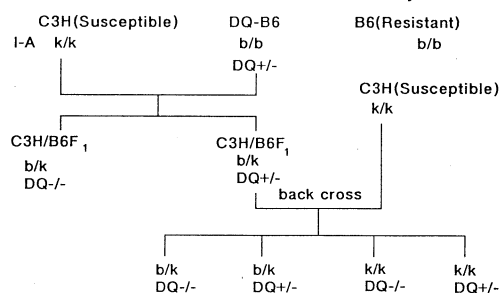 C3H(Susceptible) DQ-B6 B6(Resistant)
I-A k/k b/b b/b
DQ+/-
C3H(Susceptible)
k/k
C3H/B6F1 C3H/B6F1
b/k b/k
DQ-/- DQ+/-
back cross
b/k b/k k/k k/k
DQ-/- DQ+/- DQ-/- DQ+/-